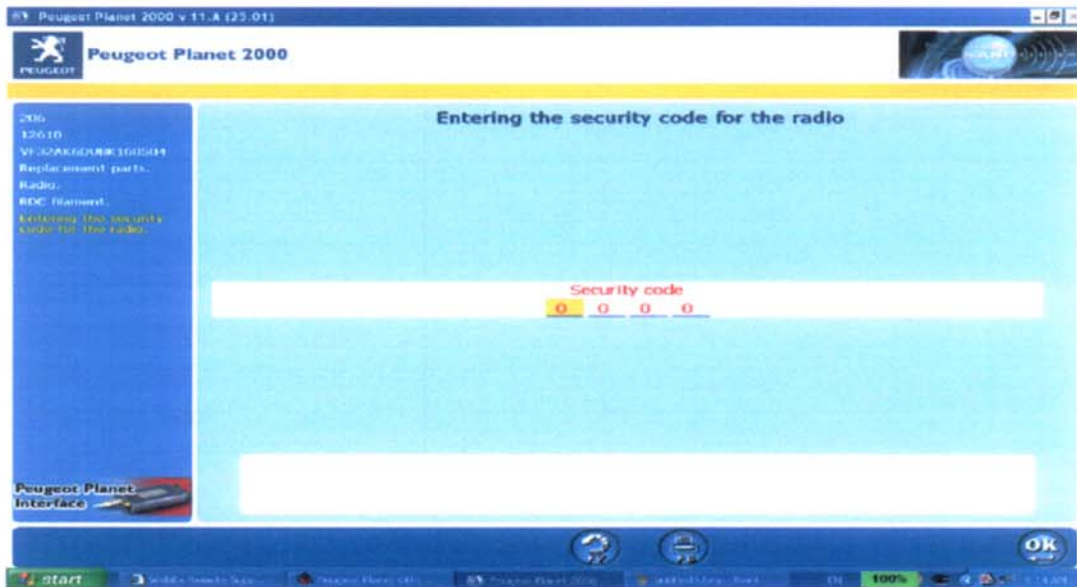 Peugeot Planet 2000 v 11.A (25.01)
PEUGEOT
Peugeot Planet 2000
206
12610
Replacement parts.
Radio.
RDC filament.
Entering the security
code for the radio.
Entering the security code for the radio
Security code
0 0 0 0
Peugeot Planet
Interface
OK
start
EN
100%